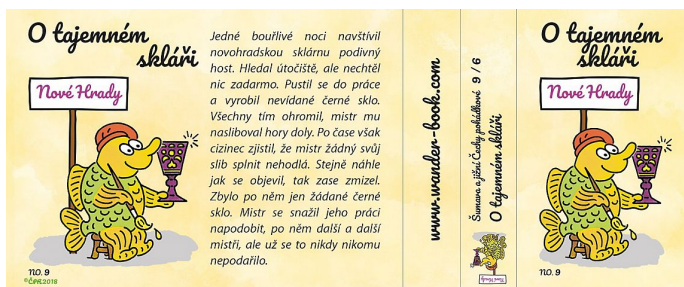 O tajemném
skláři
Nové Hrady
NO. 9
©ČPR2018
Jedné bouřlivé noci navštívil
novohradskou sklárnu podivný
host. Hledal útočiště, ale nechtěl
nic zadarmo. Pustil se do práce
a vyrobil nevídané černé sklo.
Všechny tím ohromil, mistr mu
nasliboval hory doly. Po čase však
cizinec zjistil, že mistr žádný svůj
slib splnit nehodlá. Stejně náhle
jak se objevil, tak zase zmizel.
Zbylo po něm jen žádané černé
sklo. Mistr se snažil jeho práci
napodobit, po něm další a další
mistři, ale už se to nikdy nikomu
nepodařilo.
www.wander-book.com
Šumava a jižní Čechy pohádkové 9 / 6
O tajemném skláři
Nové Hrady
O tajemném
skláři
Nové Hrady
NO. 9